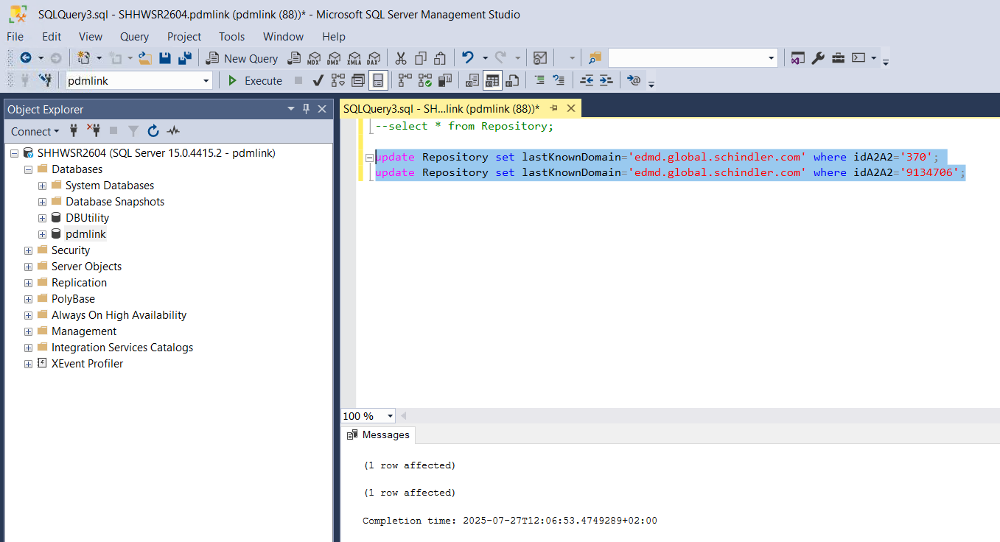 SQLQuery3.sql - SHHWSR2604.pdmlink (pdmlink (88))* - Microsoft SQL Server Management Studio
File Edit View Query Project Tools Window Help
New Query MDX DMX XMLA DAX
pdmlink Execute
Object Explorer
Connect
SHHWSR2604 (SQL Server 15.0.4415.2 - pdmlink)
Databases
System Databases
Database Snapshots
DBUtility
pdmlink
Security
Server Objects
Replication
PolyBase
Always On High Availability
Management
Integration Services Catalogs
XEvent Profiler
SQLQuery3.sql - SH...link (pdmlink (88))*
--select * from Repository;
update Repository set lastKnownDomain='edmd.global.schindler.com' where idA2A2='370';
update Repository set lastKnownDomain='edmd.global.schindler.com' where idA2A2='9134706';
100 %
Messages
(1 row affected)
(1 row affected)
Completion time: 2025-07-27T12:06:53.4749289+02:00